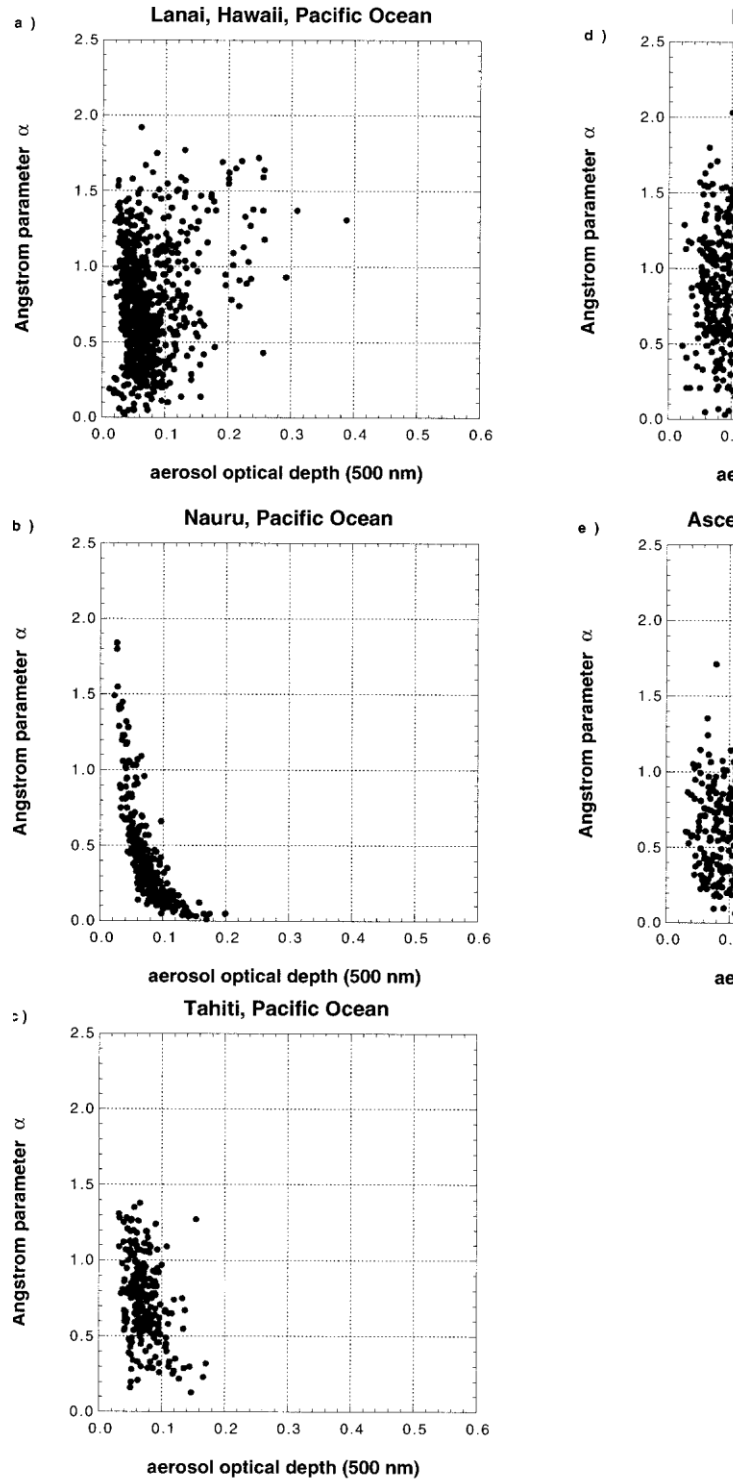 a )
Lanai, Hawaii, Pacific Ocean
2.5
2.0
1.5
1.0
0.5
0.0
Angstrom parameter α
0.0 0.1 0.2 0.3 0.4 0.5 0.6
aerosol optical depth (500 nm)
b )
Nauru, Pacific Ocean
2.5
2.0
1.5
1.0
0.5
0.0
Angstrom parameter α
0.0 0.1 0.2 0.3 0.4 0.5 0.6
aerosol optical depth (500 nm)
c )
Tahiti, Pacific Ocean
2.5
2.0
1.5
1.0
0.5
0.0
Angstrom parameter α
0.0 0.1 0.2 0.3 0.4 0.5 0.6
aerosol optical depth (500 nm)
d )
2.5
2.0
1.5
1.0
0.5
0.0
Angstrom parameter α
0.0 0.
ae
e )
Asce
2.5
2.0
1.5
1.0
0.5
0.0
Angstrom parameter α
0.0 0.
ae